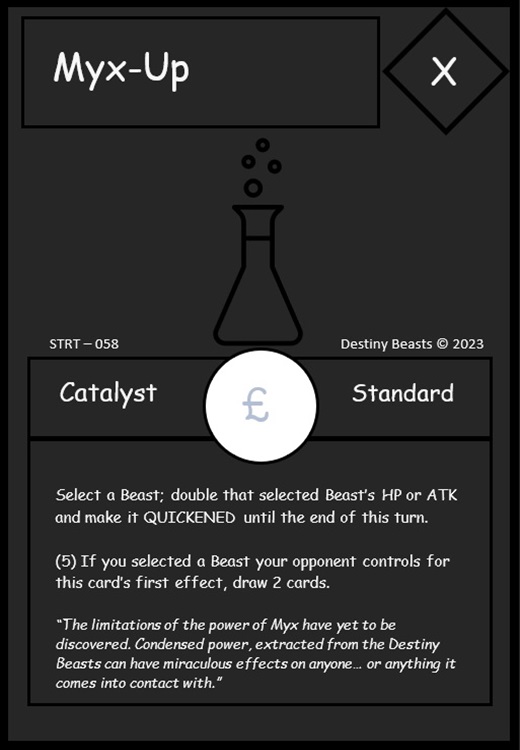 Myx-Up
X
STRT – 058
Destiny Beasts © 2023
Catalyst
£
Standard
Select a Beast; double that selected Beast's HP or ATK
and make it QUICKENED until the end of this turn.
(5) If you selected a Beast your opponent controls for
this card's first effect, draw 2 cards.
“The limitations of the power of Myx have yet to be
discovered. Condensed power, extracted from the Destiny
Beasts can have miraculous effects on anyone... or anything it
comes into contact with.”